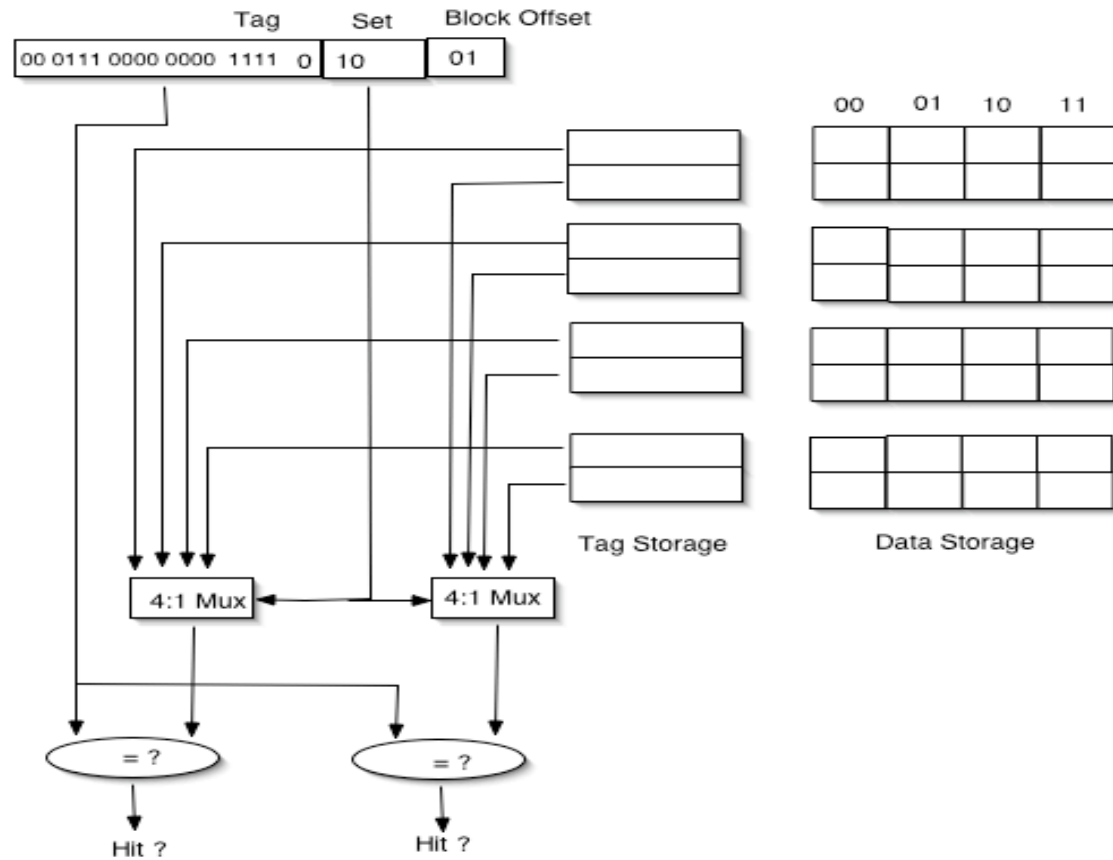 Tag Set Block Offset
00 0111 0000 0000 1111 0 10 01
00 01 10 11
Tag Storage Data Storage
4:1 Mux 4:1 Mux
= ? = ?
Hit ? Hit ?